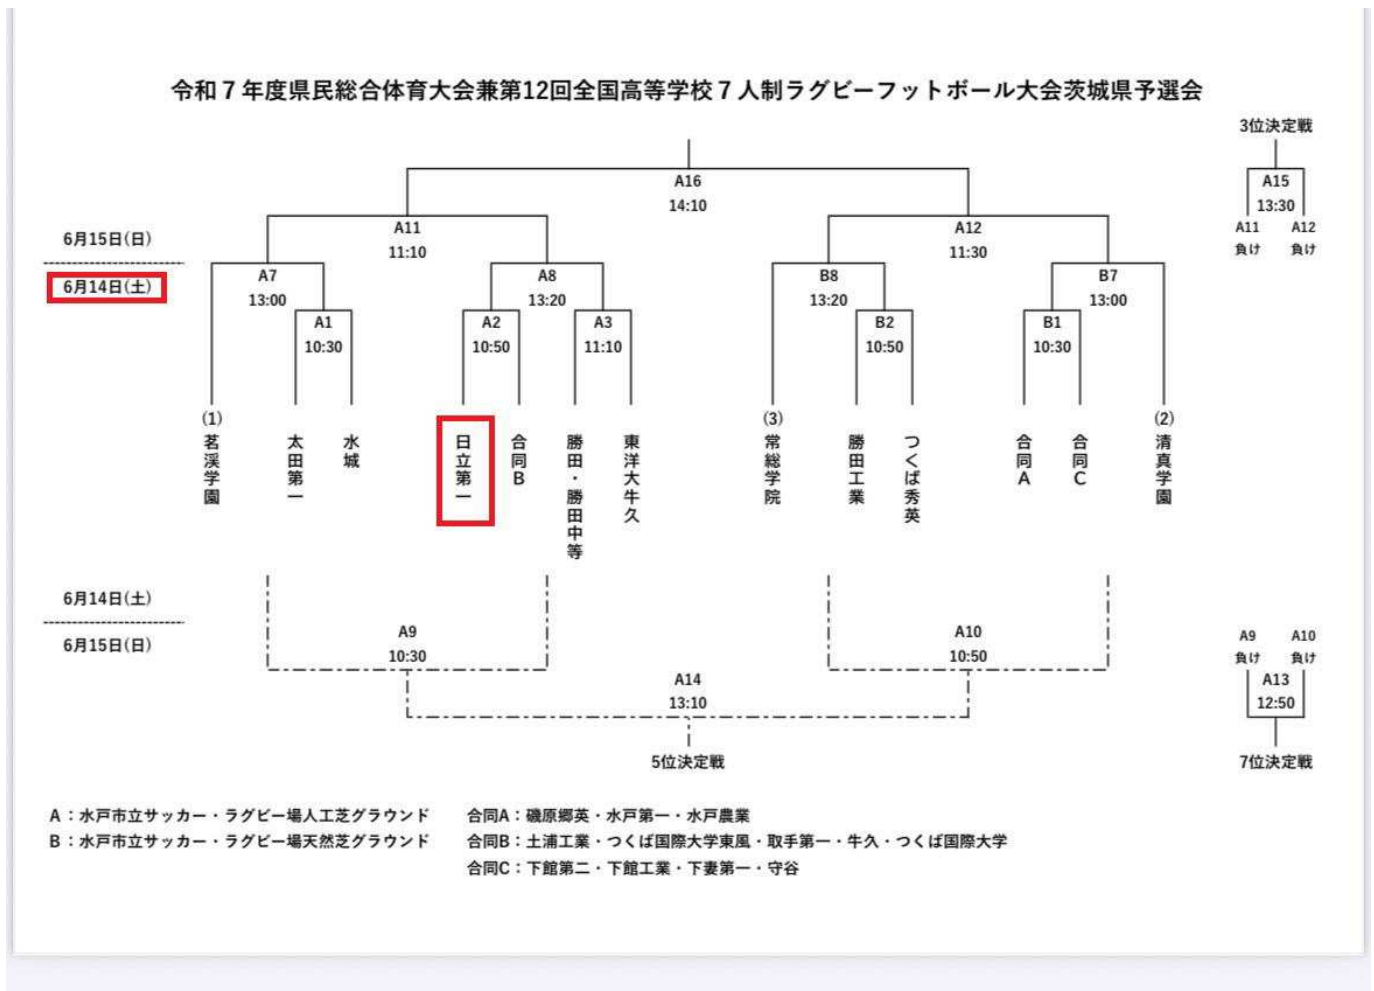 令和７年度県民総合体育大会兼第12回全国高等学校７人制ラグビーフットボール大会茨城県予選会
3位決定戦
A16
14:10
A15
13:30
A11 A12
負け 負け
A11
11:10
A12
11:30
6月15日(日)
6月14日(土)
A7
13:00
A8
13:20
B8
13:20
B7
13:00
A1
10:30
A2
10:50
A3
11:10
B2
10:50
B1
10:30
(1)
茗溪学園
太田第一
水城
日立第一
合同B
勝田・勝田中等
東洋大牛久
(3)
常総学院
勝田工業
つくば秀英
合同A
合同C
(2)
清真学園
6月14日(土)
6月15日(日)
A9
10:30
A10
10:50
A9 A10
負け 負け
A14
13:10
A13
12:50
5位決定戦
7位決定戦
A：水戸市立サッカー・ラグビー場人工芝グラウンド
B：水戸市立サッカー・ラグビー場天然芝グラウンド
合同A：磯原郷英・水戸第一・水戸農業
合同B：土浦工業・つくば国際大学東風・取手第一・牛久・つくば国際大学
合同C：下館第二・下館工業・下妻第一・守谷